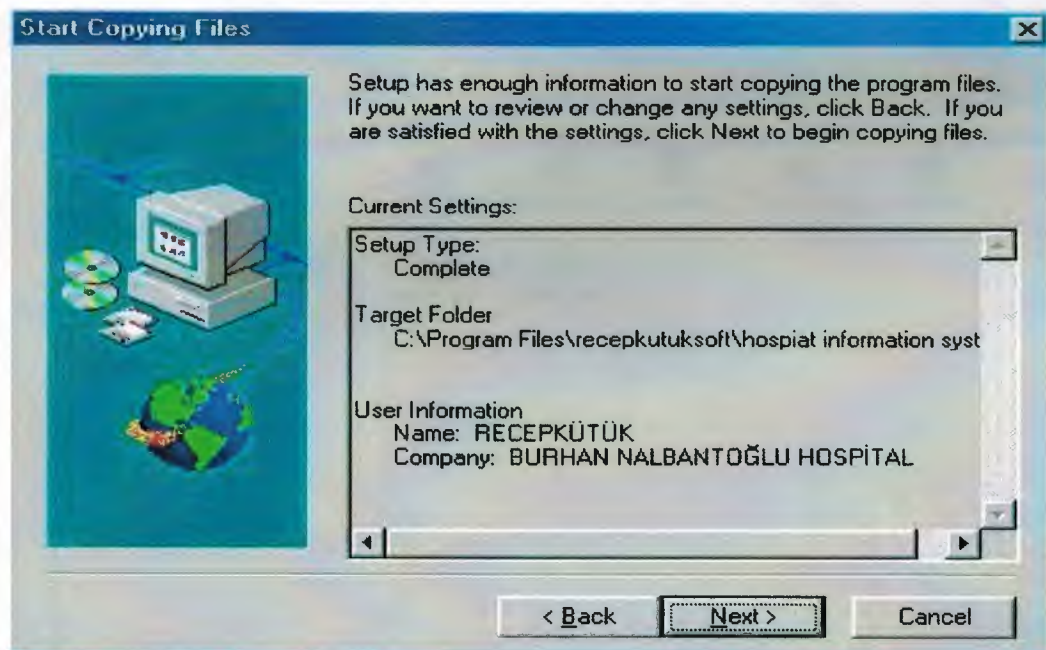 Start Copying Files
Setup has enough information to start copying the program files.
If you want to review or change any settings, click Back. If you
are satisfied with the settings, click Next to begin copying files.
Current Settings:
Setup Type:
Complete
Target Folder
C:\Program Files\recepkutuksoft\hospiat information syst
User Information
Name: RECEPKÜTÜK
Company: BURHAN NALBANTOĞLU HOSPİTAL
< Back
Next >
Cancel